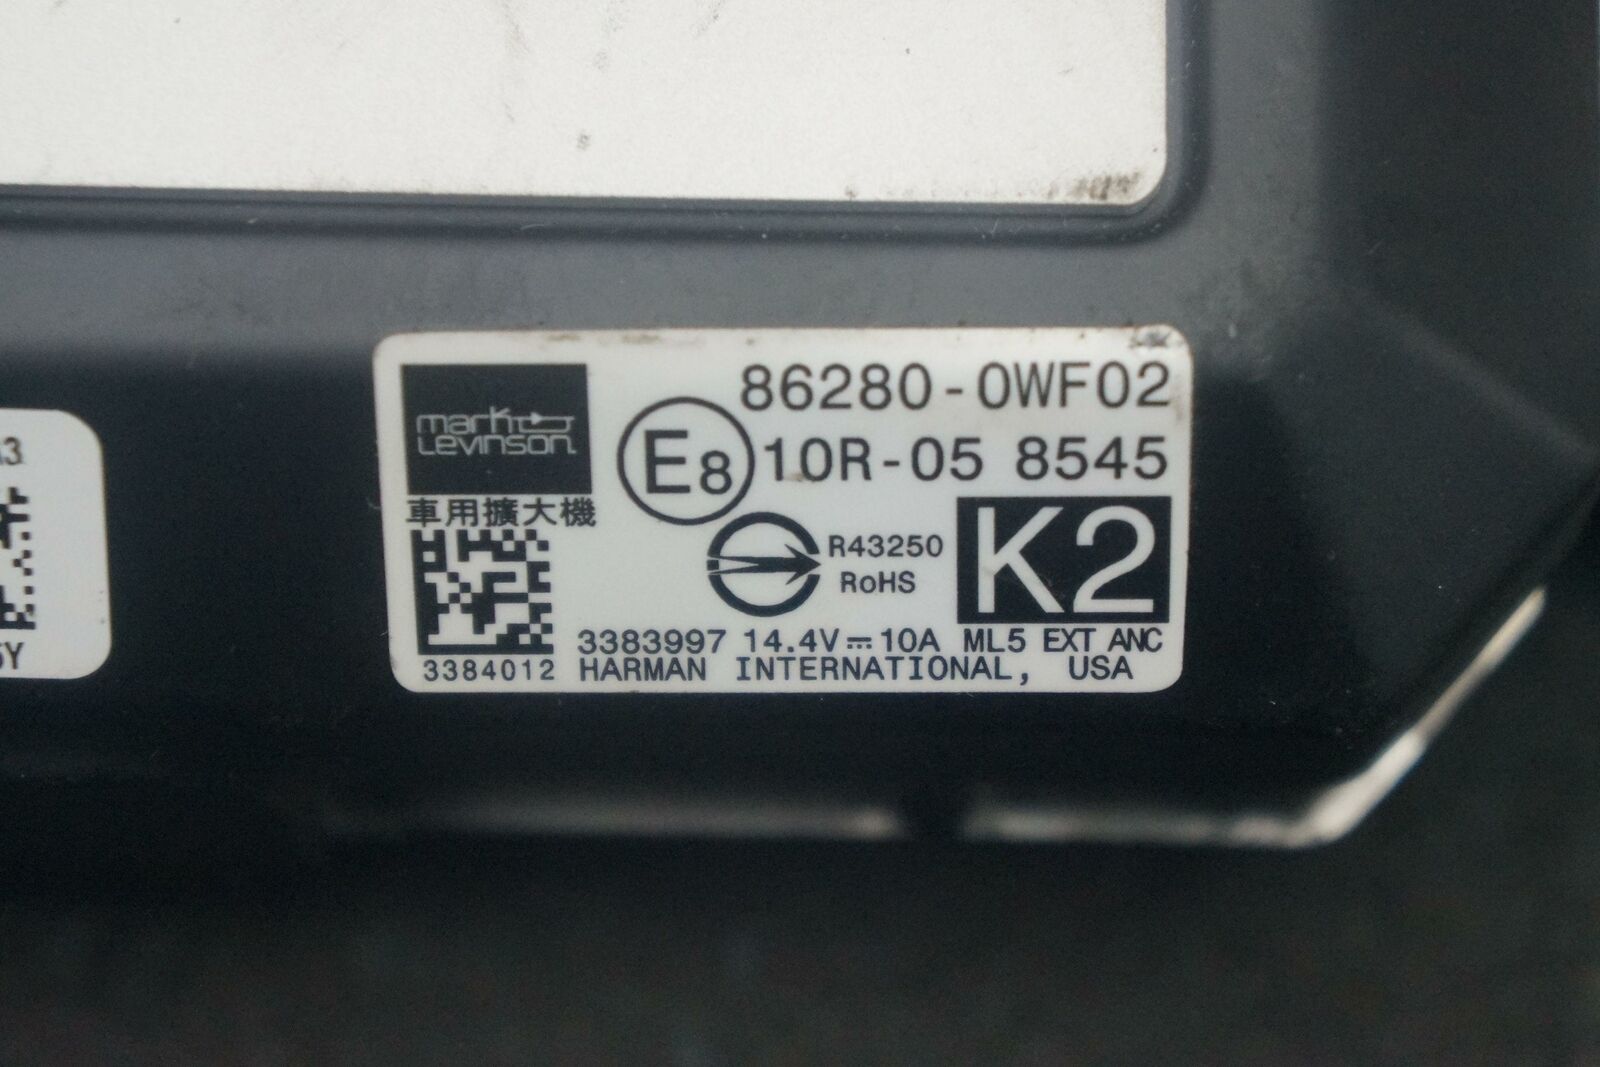 86280-0WF02
mark
Levinson
E8
10R-05 8545
車用擴大機
R43250
RoHS
K2
3383997 14.4V⎓10A ML5 EXT ANC
3384012 HARMAN INTERNATIONAL, USA